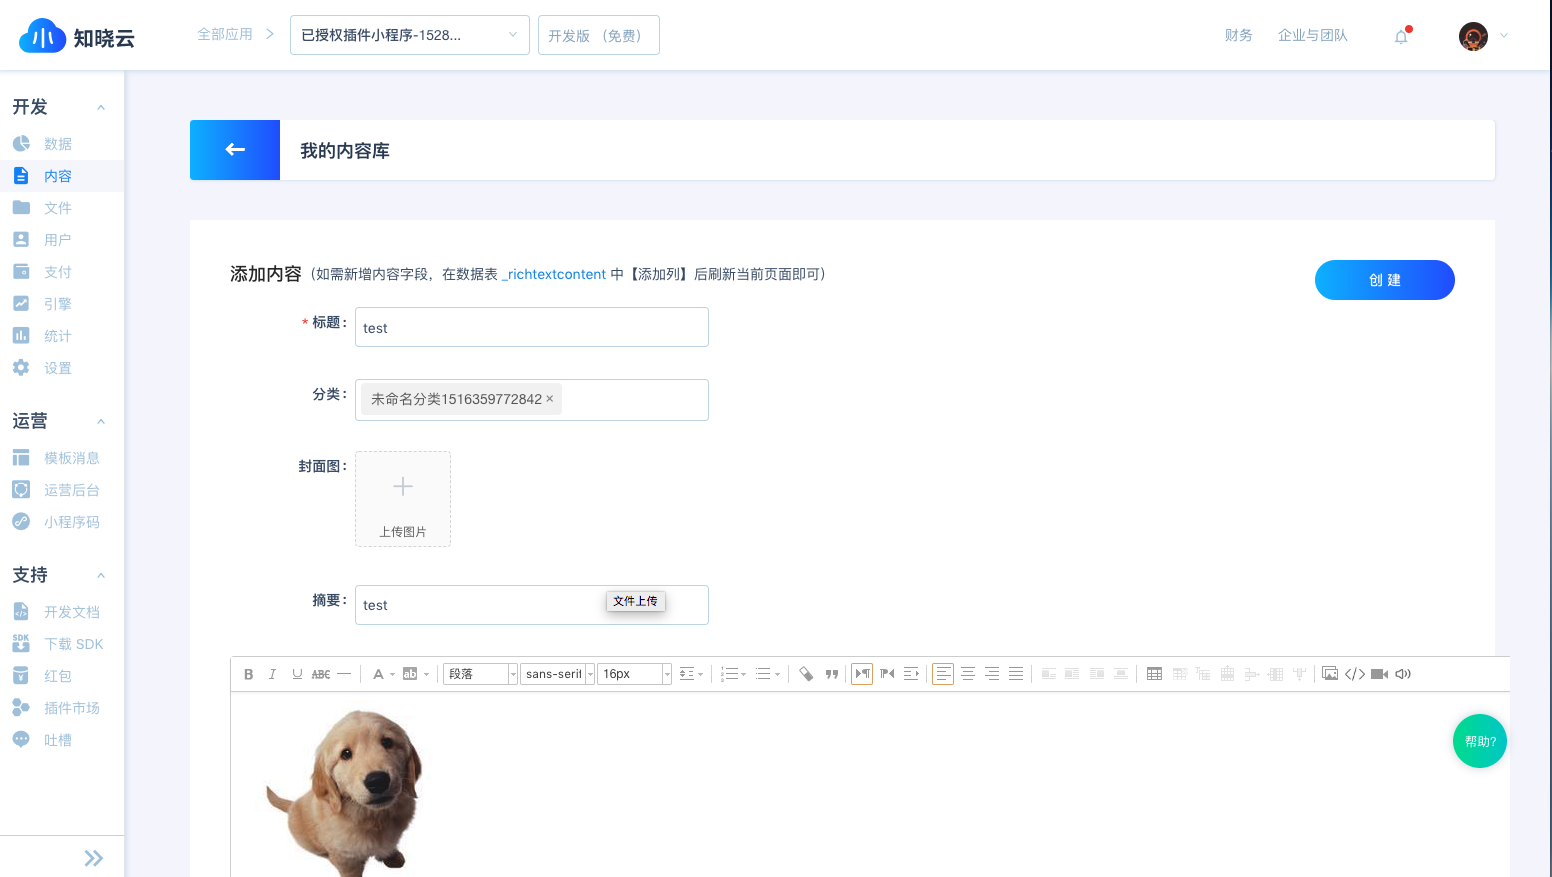 知晓云
全部应用
已授权插件小程序-1528...
开发版 （免费）
财务
企业与团队
开发
数据
内容
文件
用户
支付
引擎
统计
设置
运营
模板消息
运营后台
小程序码
支持
开发文档
SDK
下载 SDK
红包
插件市场
吐槽
我的内容库
添加内容（如需新增内容字段，在数据表 _richtextcontent 中【添加列】后刷新当前页面即可）
创 建
* 标题：
test
分类：
未命名分类1516359772842 ×
封面图：
上传图片
摘要：
test
文件上传
B I U ABC A ab 段落 sans-serif 16px
帮助?